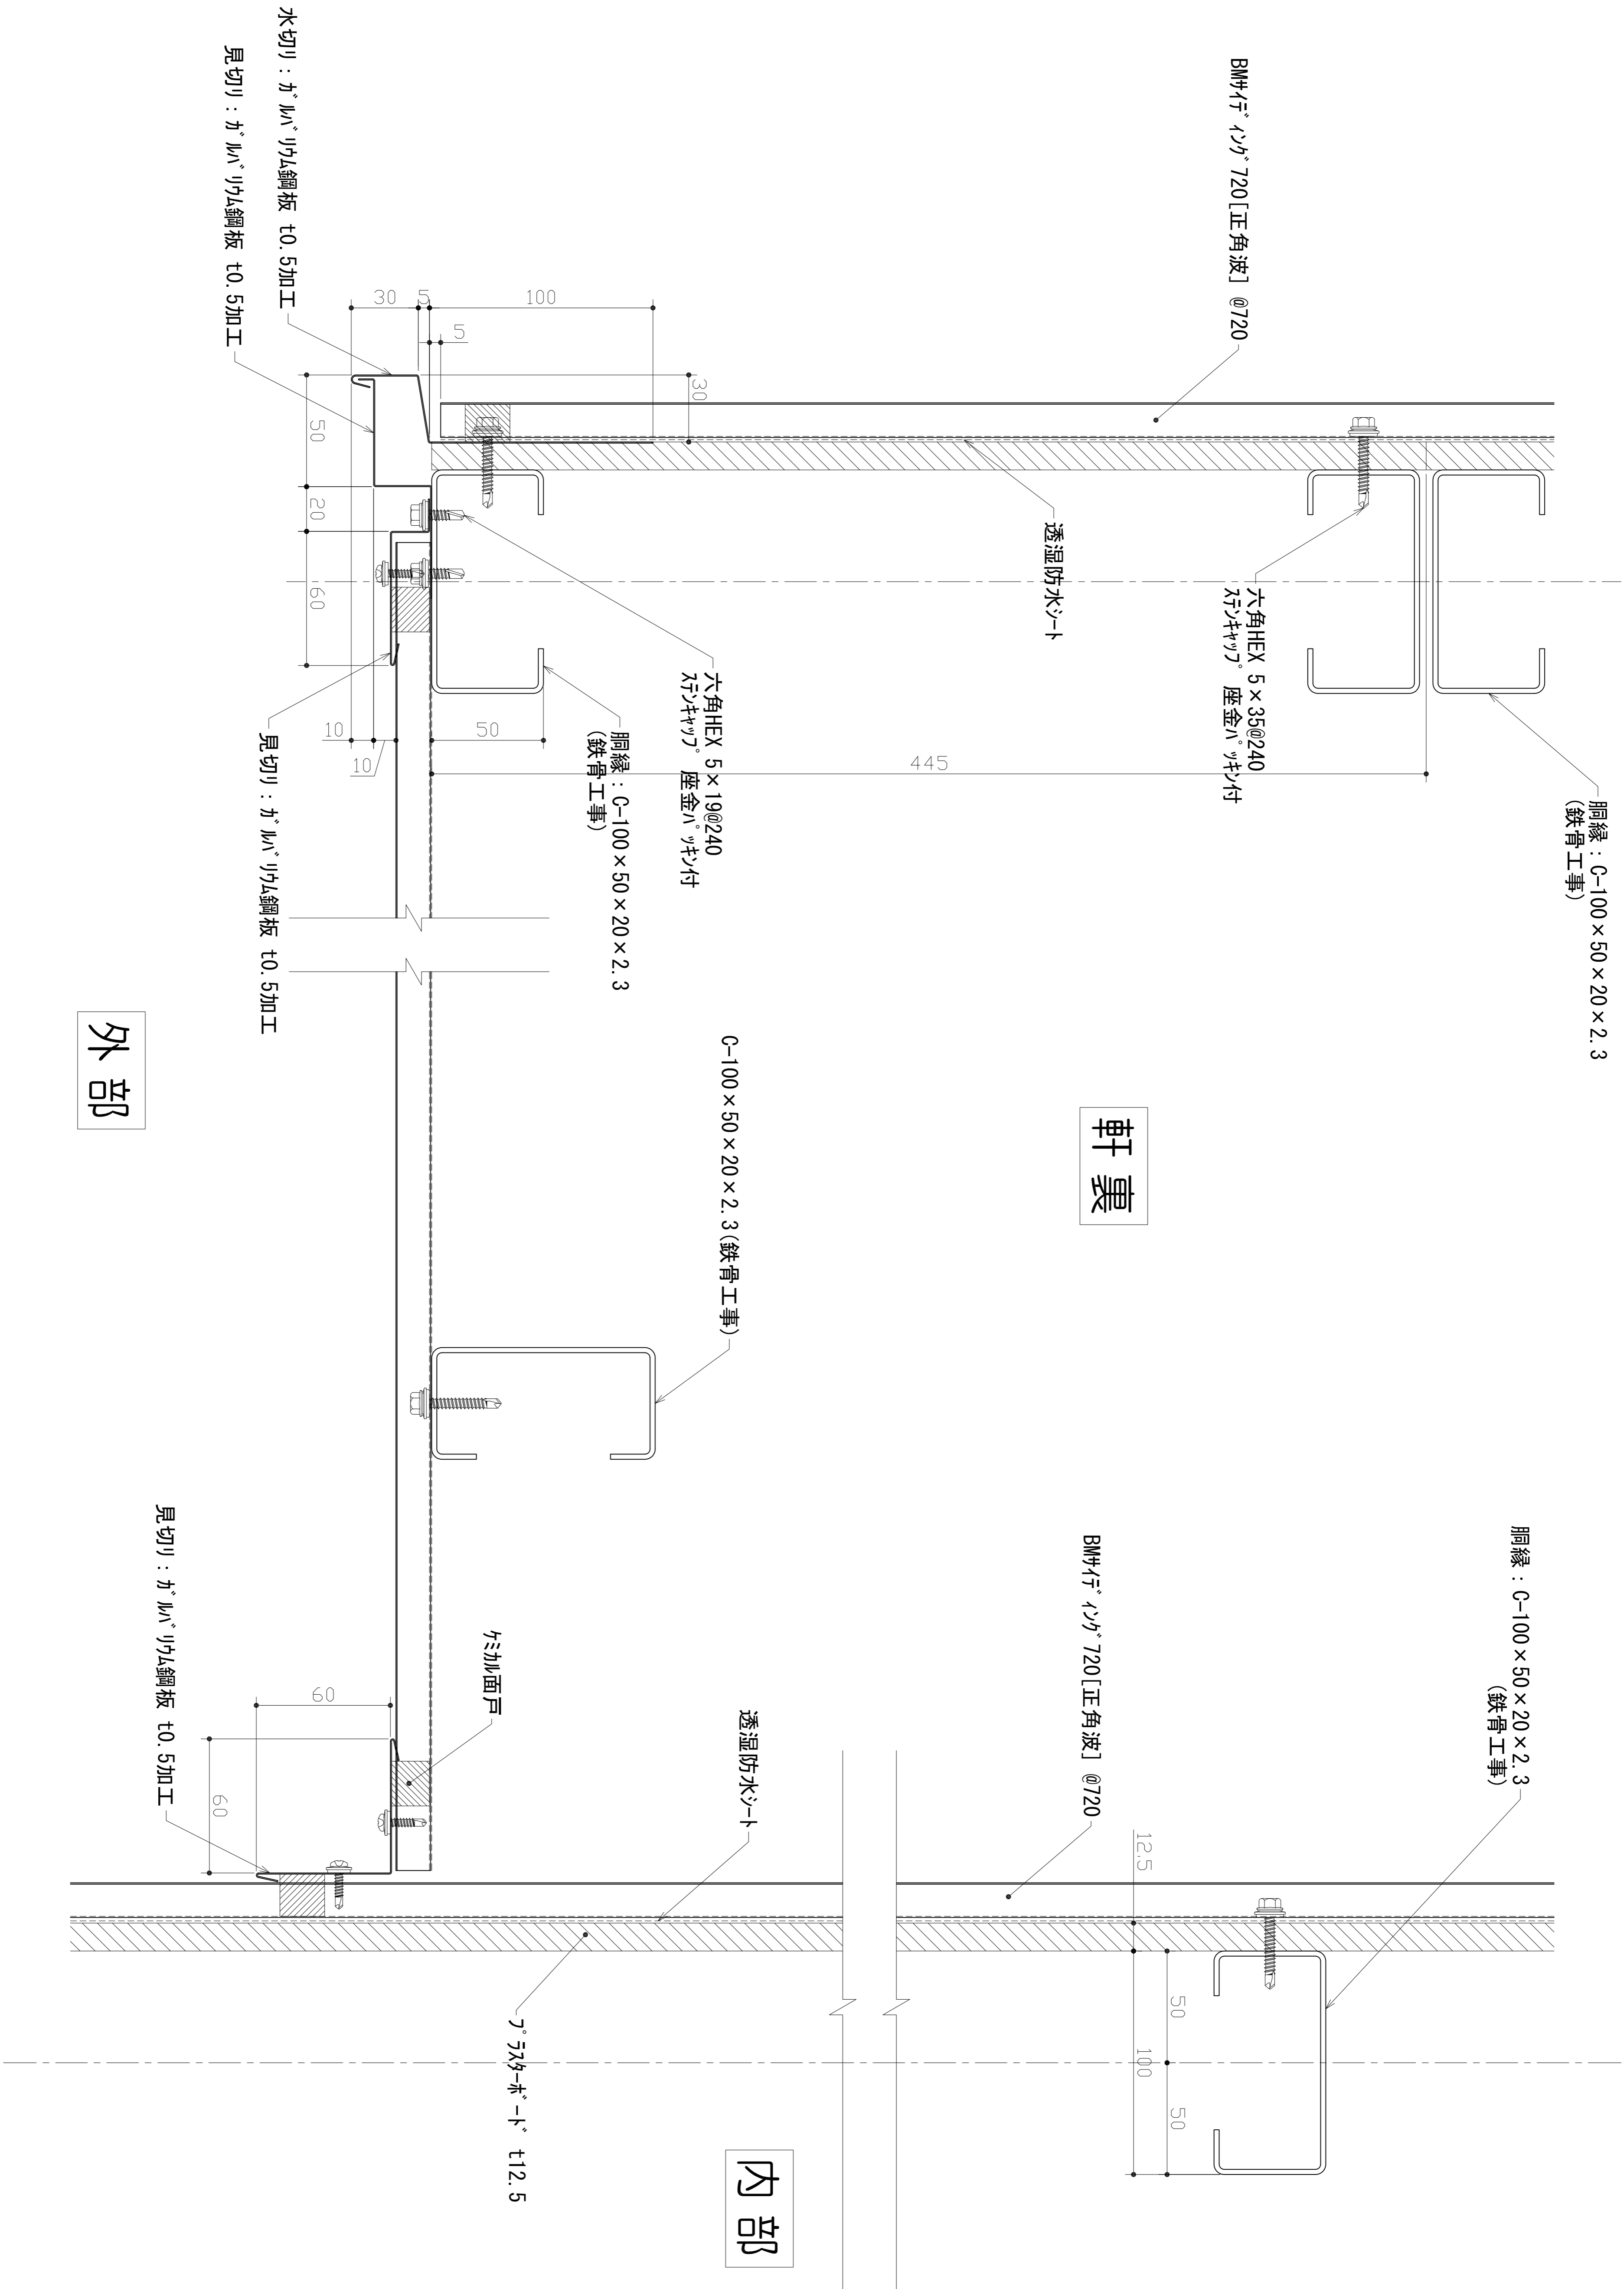 胴縁：C-100×50×20×2.3
(鉄骨工事)
BMｻｲﾃﾞｨﾝｸﾞ720[正角波] @720
六角HEX 5×35@240
ｽﾃﾝｷｬｯﾌﾟ 座金ﾊﾟｯｷﾝ付
透湿防水ｼｰﾄ
445
胴縁：C-100×50×20×2.3
(鉄骨工事)
六角HEX 5×19@240
ｽﾃﾝｷｬｯﾌﾟ 座金ﾊﾟｯｷﾝ付
水切り：ｶﾞﾙﾊﾞﾘｳﾑ鋼板 t0.5加工
見切り：ｶﾞﾙﾊﾞﾘｳﾑ鋼板 t0.5加工
見切り：ｶﾞﾙﾊﾞﾘｳﾑ鋼板 t0.5加工
100
5
30
5
30
50
20
60
50
10
10
軒裏
外部
C-100×50×20×2.3(鉄骨工事)
胴縁：C-100×50×20×2.3
(鉄骨工事)
BMｻｲﾃﾞｨﾝｸﾞ720[正角波] @720
12.5
50
100
50
透湿防水ｼｰﾄ
ｹﾐｶﾙ面戸
60
60
見切り：ｶﾞﾙﾊﾞﾘｳﾑ鋼板 t0.5加工
ﾌﾟﾗｽﾀｰﾎﾞｰﾄﾞ t12.5
内部